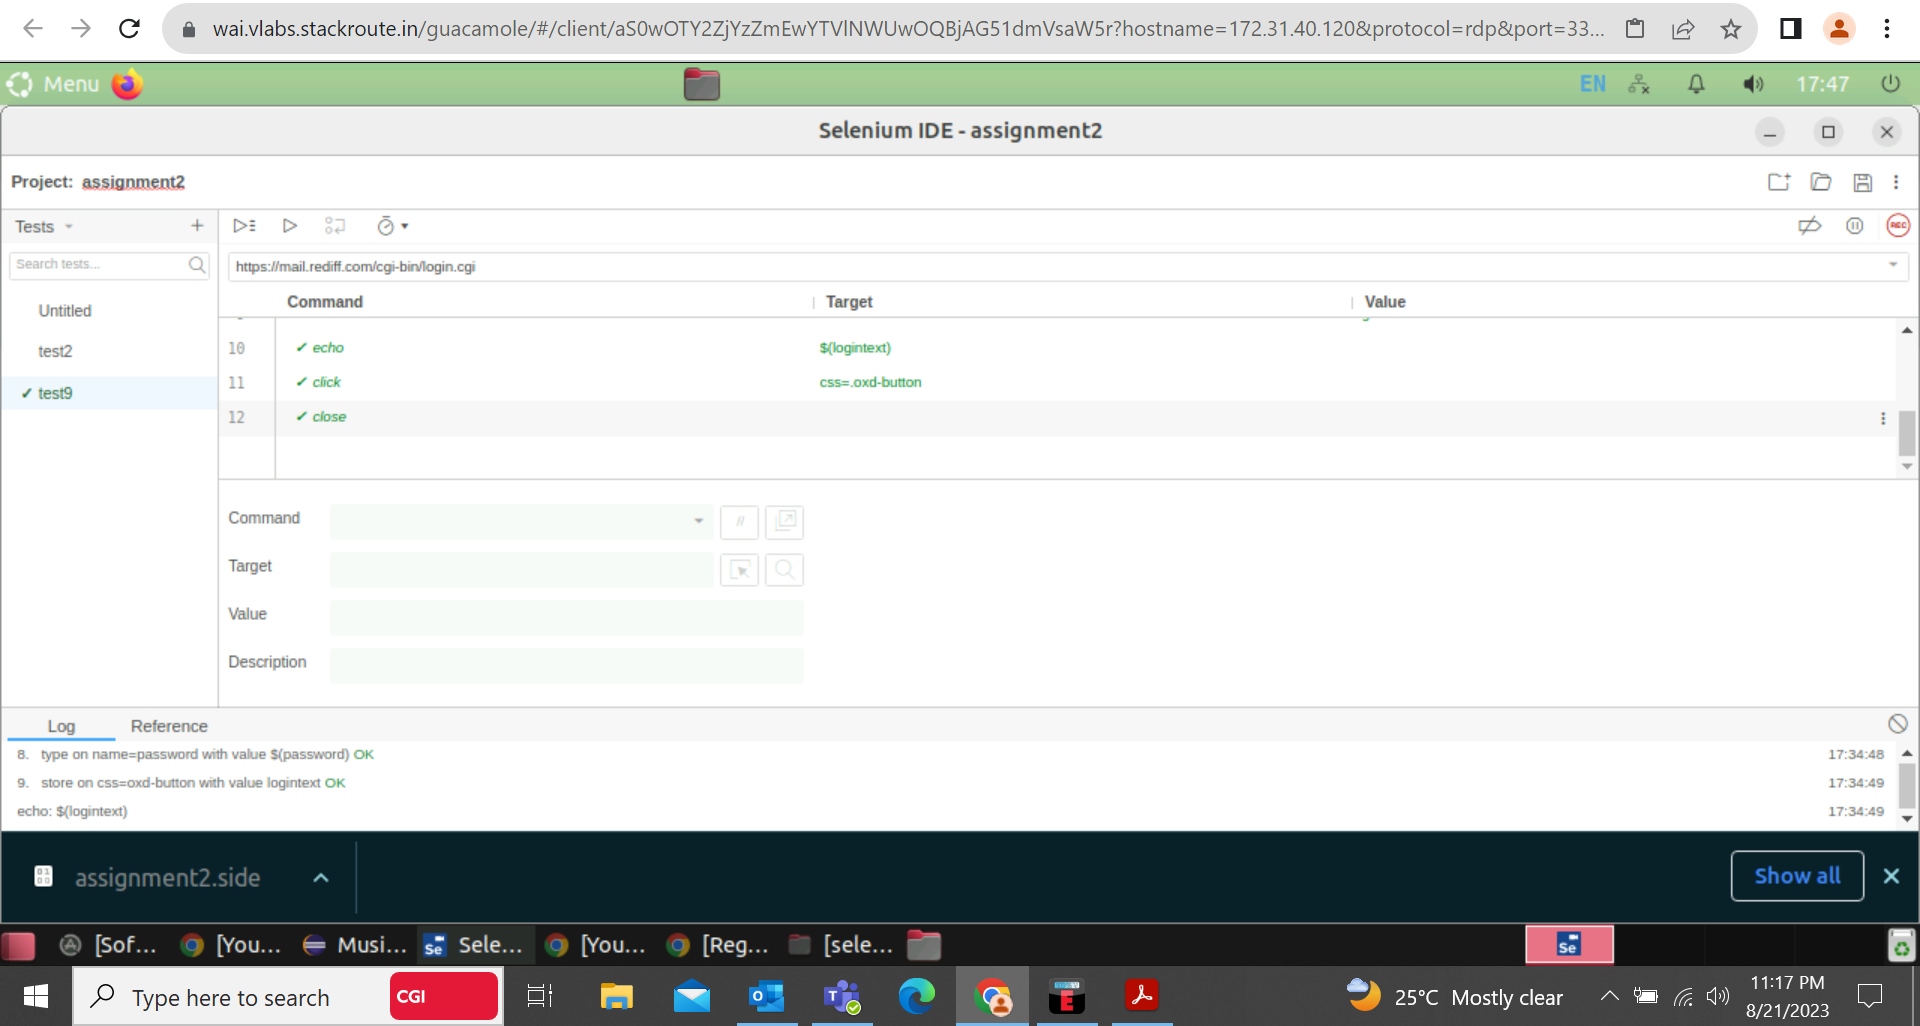 wai.vlabs.stackroute.in/guacamole/#/client/aS0wOTY2ZjYzZmEwYTVlNWUwOQBjAG51dmVsaW5r?hostname=172.31.40.120&protocol=rdp&port=33...
Menu
EN
17:47
Selenium IDE - assignment2
Project: assignment2
Tests
+
REC
Search tests...
https://mail.rediff.com/cgi-bin/login.cgi
Command
Target
Value
Untitled
test2
✓ test9
10 ✓ echo $(logintext)
11 ✓ click css=.oxd-button
12 ✓ close
Command
//
Target
Value
Description
Log
Reference
8. type on name=password with value $(password) OK 17:34:48
9. store on css=oxd-button with value logintext OK 17:34:49
echo: $(logintext) 17:34:49
assignment2.side
Show all
[Sof...
[You...
Musi...
Se
Sele...
[You...
[Reg...
[sele...
Se
Type here to search
CGI
25°C Mostly clear
11:17 PM
8/21/2023